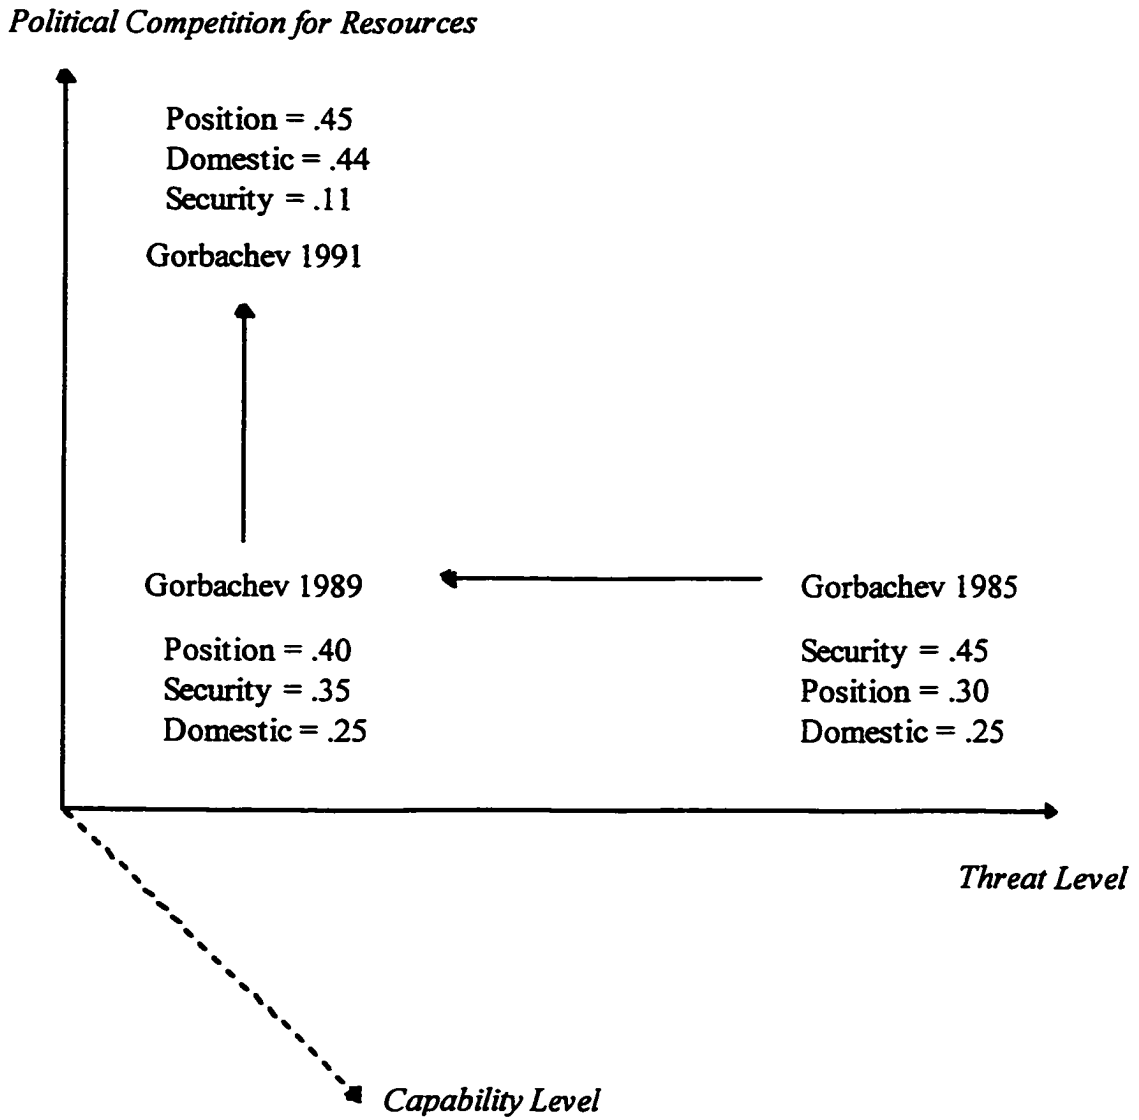 Political Competition for Resources
Position = .45
Domestic = .44
Security = .11
Gorbachev 1991
Gorbachev 1989
Position = .40
Security = .35
Domestic = .25
Gorbachev 1985
Security = .45
Position = .30
Domestic = .25
Threat Level
Capability Level